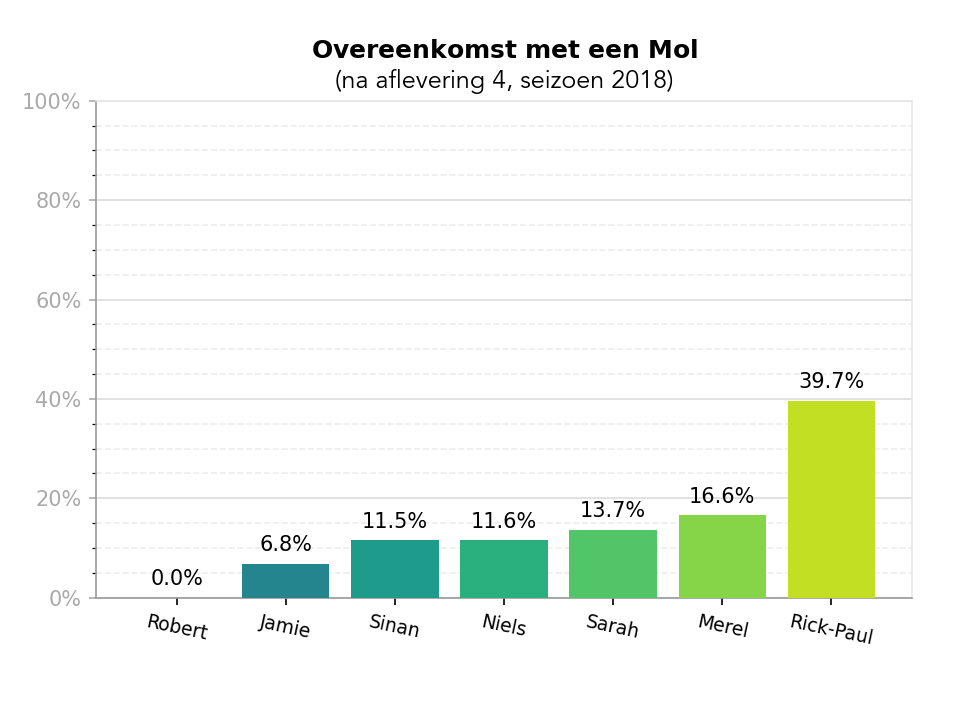 Overeenkomst met een Mol
(na aflevering 4, seizoen 2018)
100%
80%
60%
40%
20%
0%
0.0%
6.8%
11.5%
11.6%
13.7%
16.6%
39.7%
Robert
Jamie
Sinan
Niels
Sarah
Merel
Rick-Paul